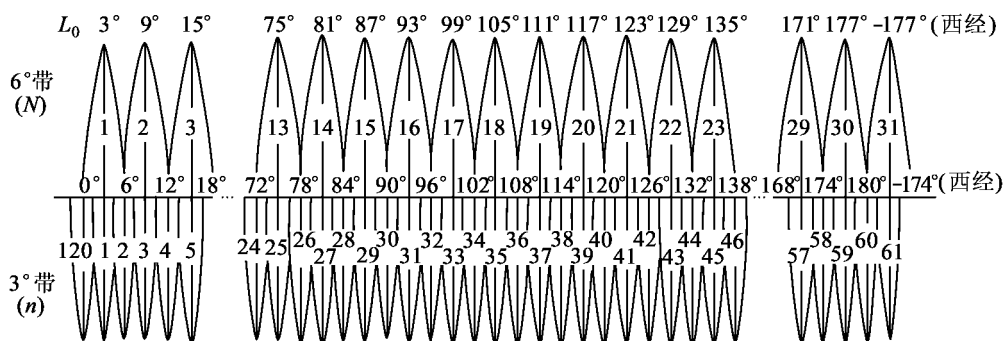 L₀ 3° 9° 15° 75° 81° 87° 93° 99° 105° 111° 117° 123° 129° 135° 171° 177° –177° (西经)
6°带
(N)
1 2 3 13 14 15 16 17 18 19 20 21 22 23 29 30 31
0° 6° 12° 18° ... 72° 78° 84° 90° 96° 102° 108° 114° 120° 126° 132° 138° ... 168° 174° 180° –174° (西经)
26 28 30 32 34 36 38 40 42 44 46 58 60
120 1 2 3 4 5 24 25 27 29 31 33 35 37 39 41 43 45 57 59 61
3°带
(n)